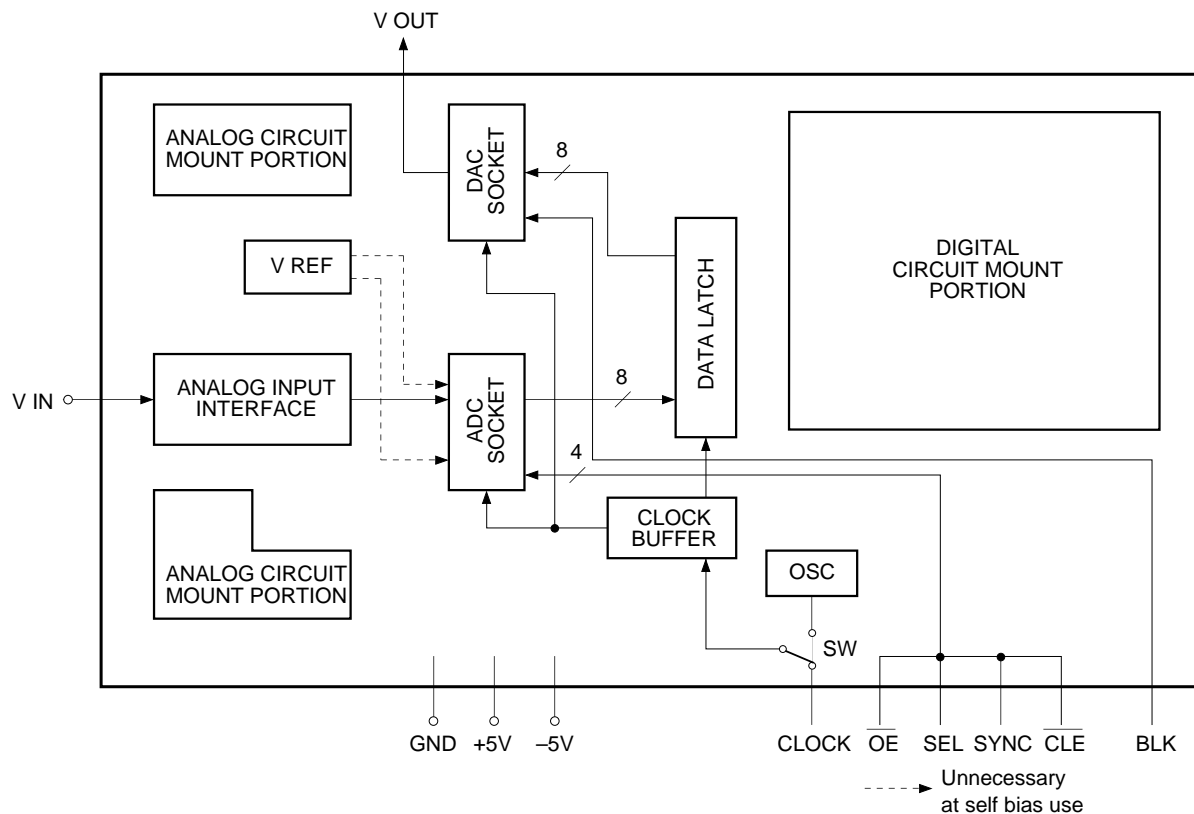 V OUT
ANALOG CIRCUIT
MOUNT PORTION
DAC
SOCKET
8
DIGITAL
CIRCUIT MOUNT
PORTION
V REF
DATA LATCH
V IN
ANALOG INPUT
INTERFACE
ADC
SOCKET
8
4
CLOCK
BUFFER
OSC
ANALOG CIRCUIT
MOUNT PORTION
SW
GND
+5V
–5V
CLOCK
O̅E̅
SEL
SYNC
C̅L̅E̅
BLK
Unnecessary
at self bias use